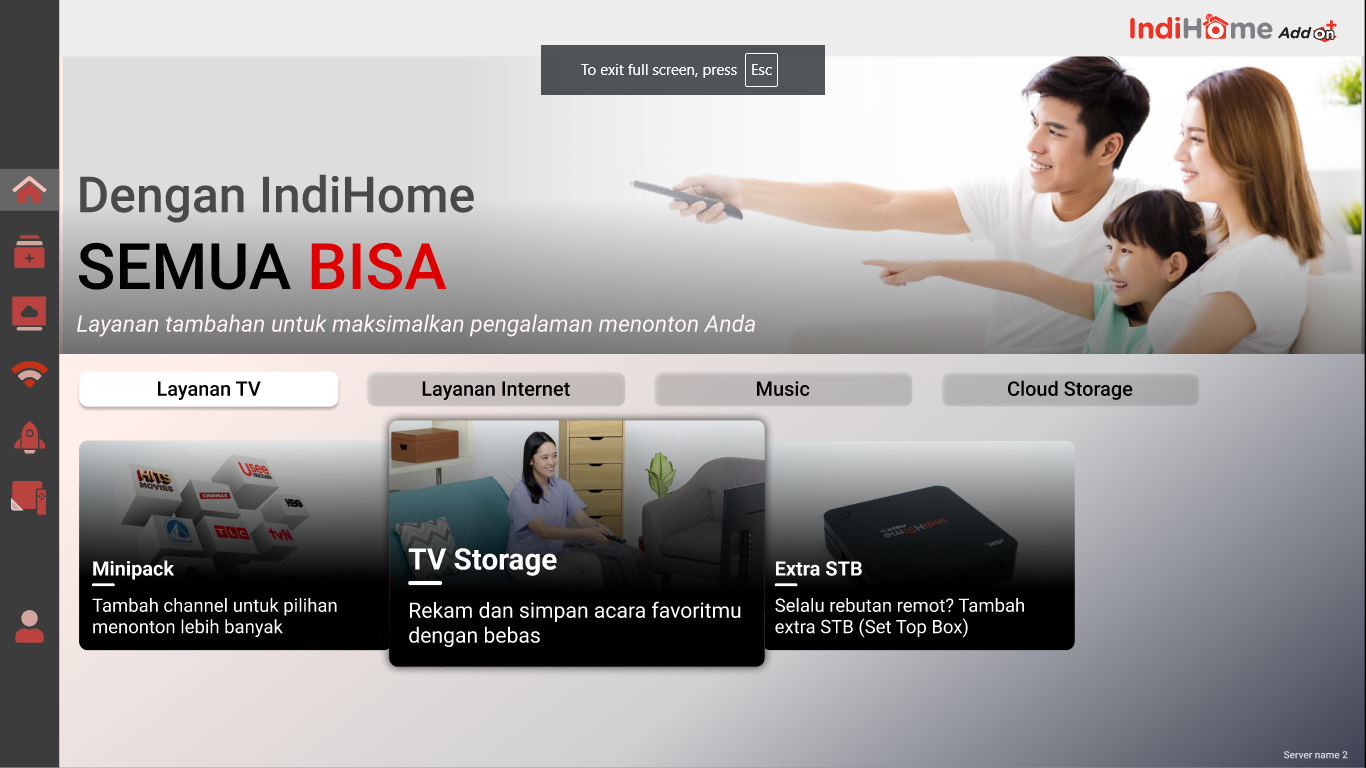 IndiHome Add On
To exit full screen, press Esc
Dengan IndiHome
SEMUA BISA
Layanan tambahan untuk maksimalkan pengalaman menonton Anda
Layanan TV
Layanan Internet
Music
Cloud Storage
HITS
MOVIES
Usee
CINEMAX
HBO
Paramount
TLC
tvN
Minipack
Tambah channel untuk pilihan
menonton lebih banyak
TV Storage
Rekam dan simpan acara favoritmu
dengan bebas
IndiHome
4K
Extra STB
Selalu rebutan remot? Tambah
extra STB (Set Top Box)
Server name 2